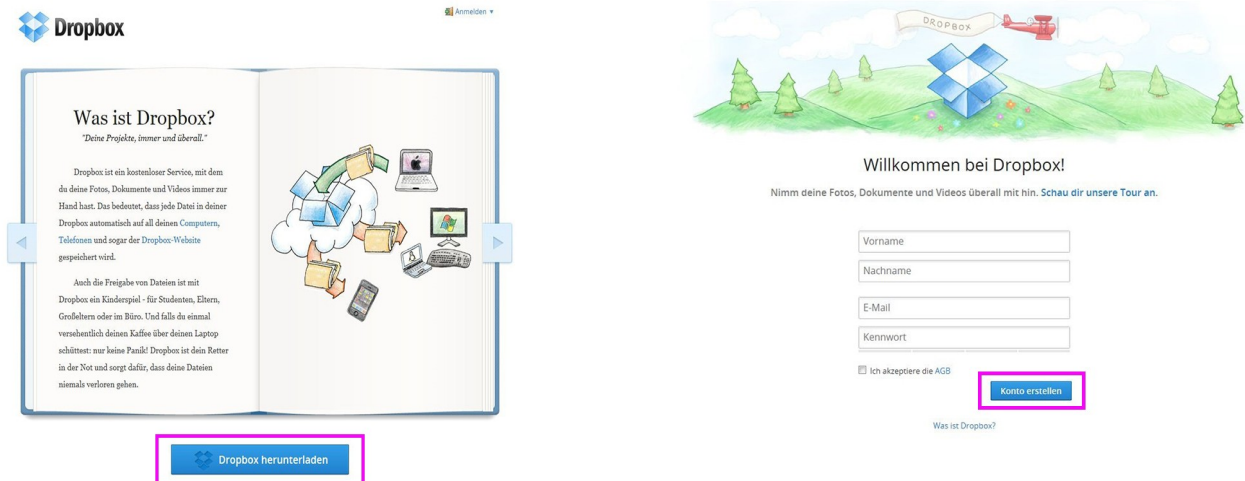 Dropbox
Anmelden
Was ist Dropbox?
"Deine Projekte, immer und überall."
Dropbox ist ein kostenloser Service, mit dem
du deine Fotos, Dokumente und Videos immer zur
Hand hast. Das bedeutet, dass jede Datei in deiner
Dropbox automatisch auf all deinen Computern,
Telefonen und sogar der Dropbox-Website
gespeichert wird.
Auch die Freigabe von Dateien ist mit
Dropbox ein Kinderspiel - für Studenten, Eltern,
Großeltern oder im Büro. Und falls du einmal
versehentlich deinen Kaffee über deinen Laptop
schüttest: nur keine Panik! Dropbox ist dein Retter
in der Not und sorgt dafür, dass deine Dateien
niemals verloren gehen.
Dropbox herunterladen
DROPBOX
Willkommen bei Dropbox!
Nimm deine Fotos, Dokumente und Videos überall mit hin. Schau dir unsere Tour an.
Vorname
Nachname
E-Mail
Kennwort
Ich akzeptiere die AGB
Konto erstellen
Was ist Dropbox?